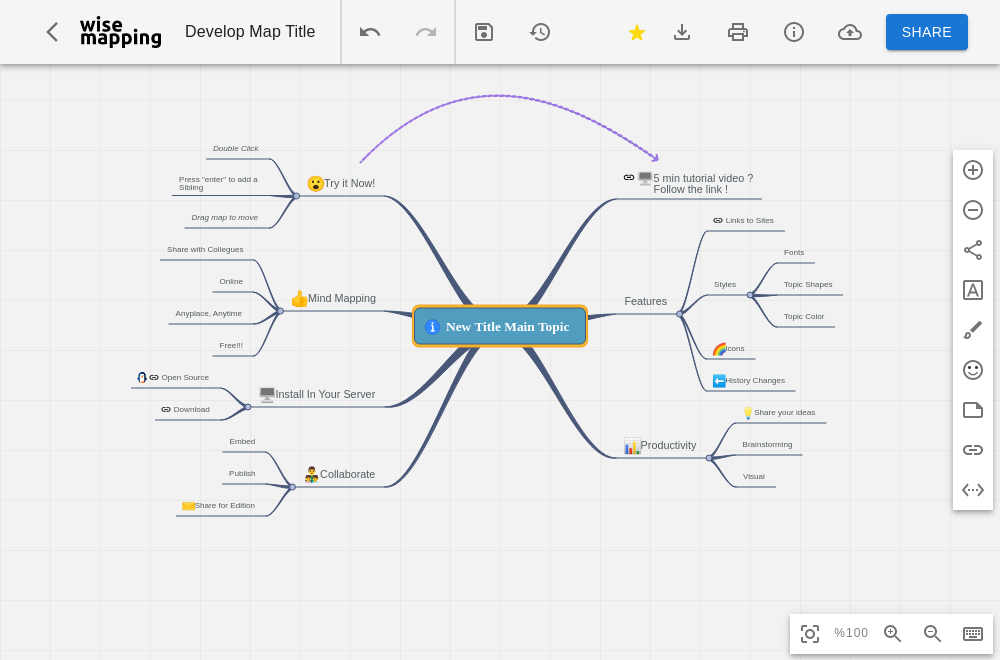 wise
mapping
Develop Map Title
SHARE
Double Click
Press "enter" to add a
Sibling
Drag map to move
Try it Now!
Share with Collegues
Online
Anyplace, Anytime
Free!!!
Mind Mapping
Open Source
Download
Install In Your Server
Embed
Publish
Share for Edition
Collaborate
New Title Main Topic
5 min tutorial video ?
Follow the link !
Links to Sites
Features
Styles
Fonts
Topic Shapes
Topic Color
Icons
History Changes
Productivity
Share your ideas
Brainstorming
Visual
%100